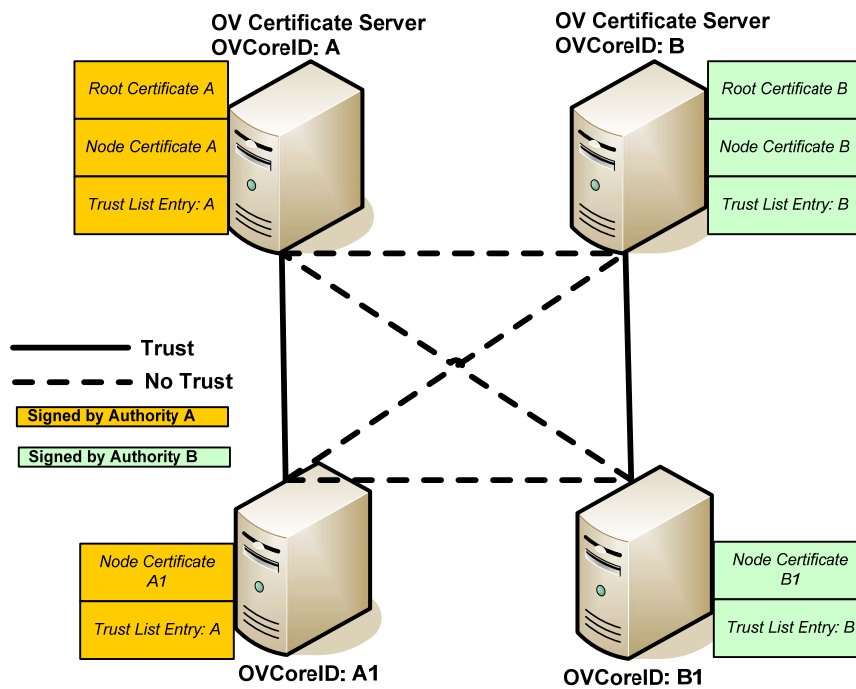 OV Certificate Server
OVCoreID: A
OV Certificate Server
OVCoreID: B
Root Certificate A
Node Certificate A
Trust List Entry: A
Root Certificate B
Node Certificate B
Trust List Entry: B
Trust
No Trust
Signed by Authority A
Signed by Authority B
Node Certificate
A1
Trust List Entry: A
OVCoreID: A1
Node Certificate
B1
Trust List Entry: B
OVCoreID: B1